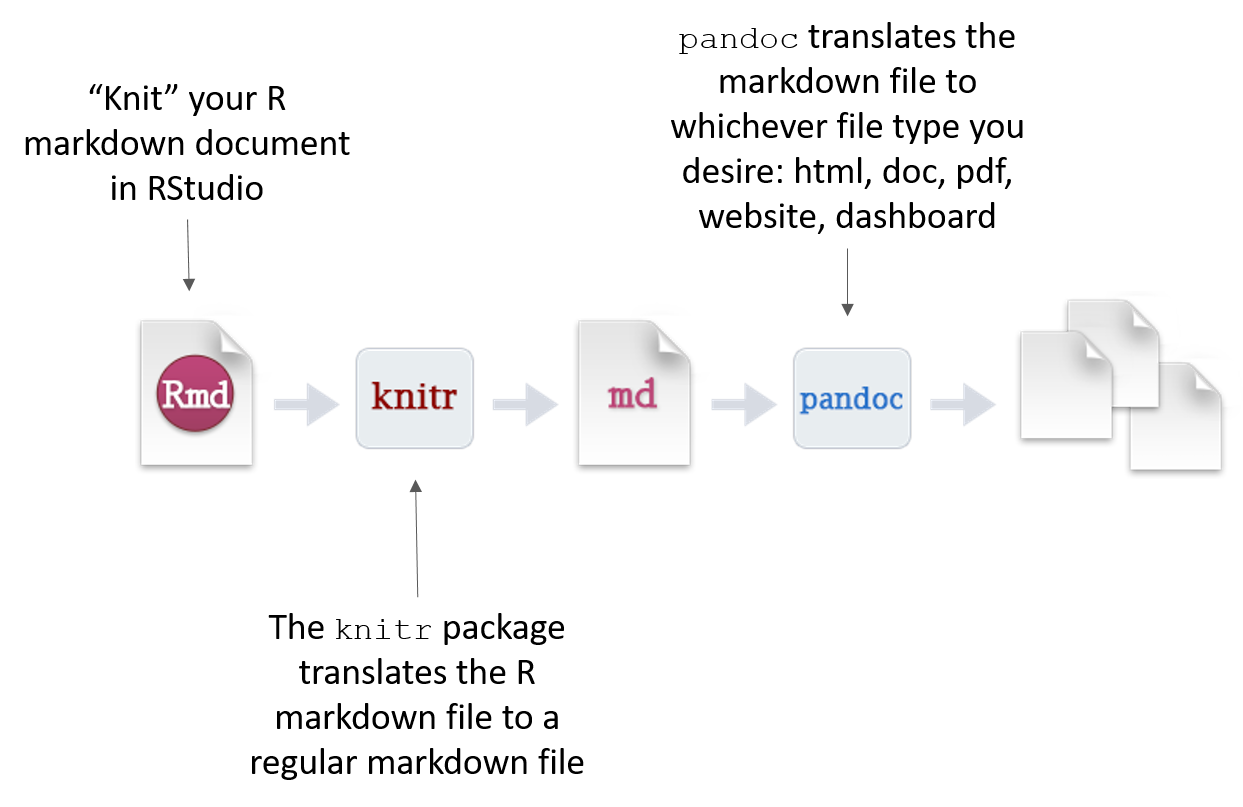 “Knit” your R
markdown document
in RStudio
pandoc translates the
markdown file to
whichever file type you
desire: html, doc, pdf,
website, dashboard
Rmd
knitr
md
pandoc
The knitr package
translates the R
markdown file to a
regular markdown file